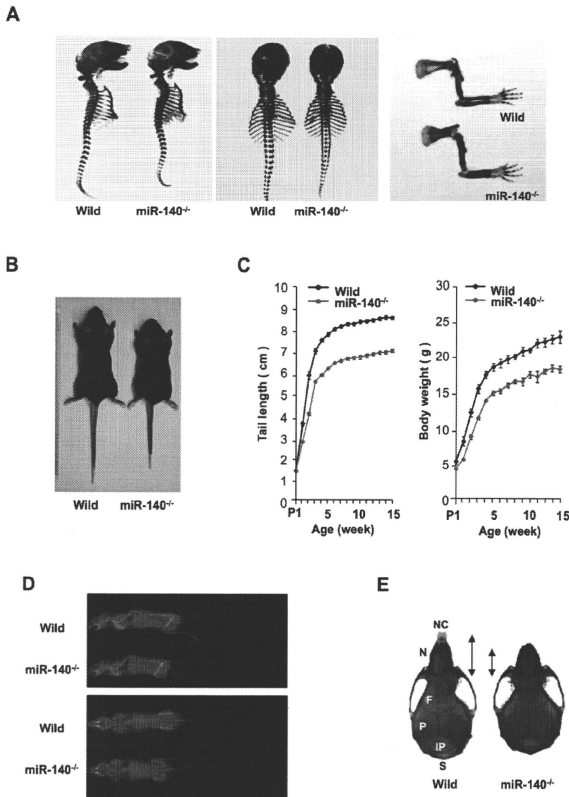 A
Wild miR-140-/- Wild miR-140-/- Wild
miR-140-/-
B
Wild miR-140-/-
C
Tail length ( cm )
10
9
8
7
6
5
4
3
2
1
0
Wild
miR-140-/-
P1 5 10 15
Age (week)
Body weight ( g )
30
25
20
15
10
5
0
Wild
miR-140-/-
P1 5 10 15
Age (week)
D
Wild
miR-140-/-
Wild
miR-140-/-
E
NC
N
F
P
IP
S
Wild miR-140-/-